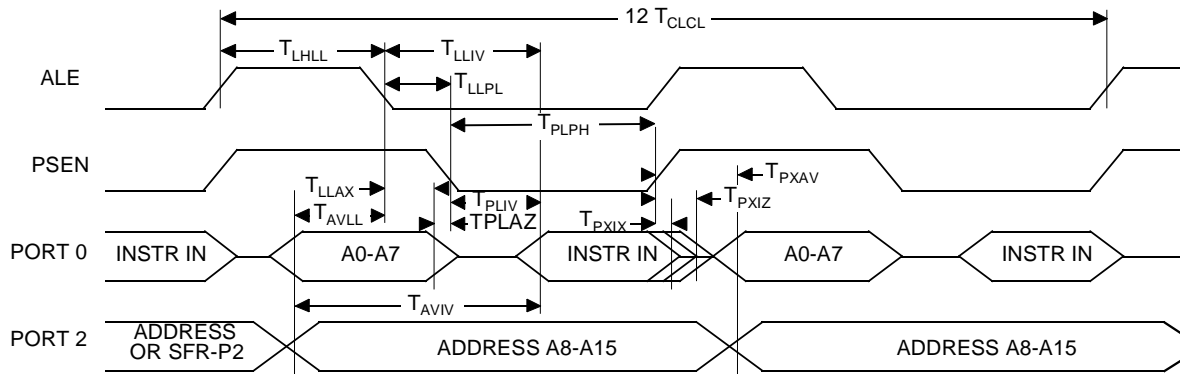 12 TCLCL
TLHLL TLLIV
ALE
TLLPL
TPLPH
PSEN
TPXAV
TLLAX
TPLIV
TPXIZ
TAVLL
TPLAZ
TPXIX
PORT 0 INSTR IN A0-A7 INSTR IN A0-A7 INSTR IN
TAVIV
PORT 2 ADDRESS OR SFR-P2 ADDRESS A8-A15 ADDRESS A8-A15